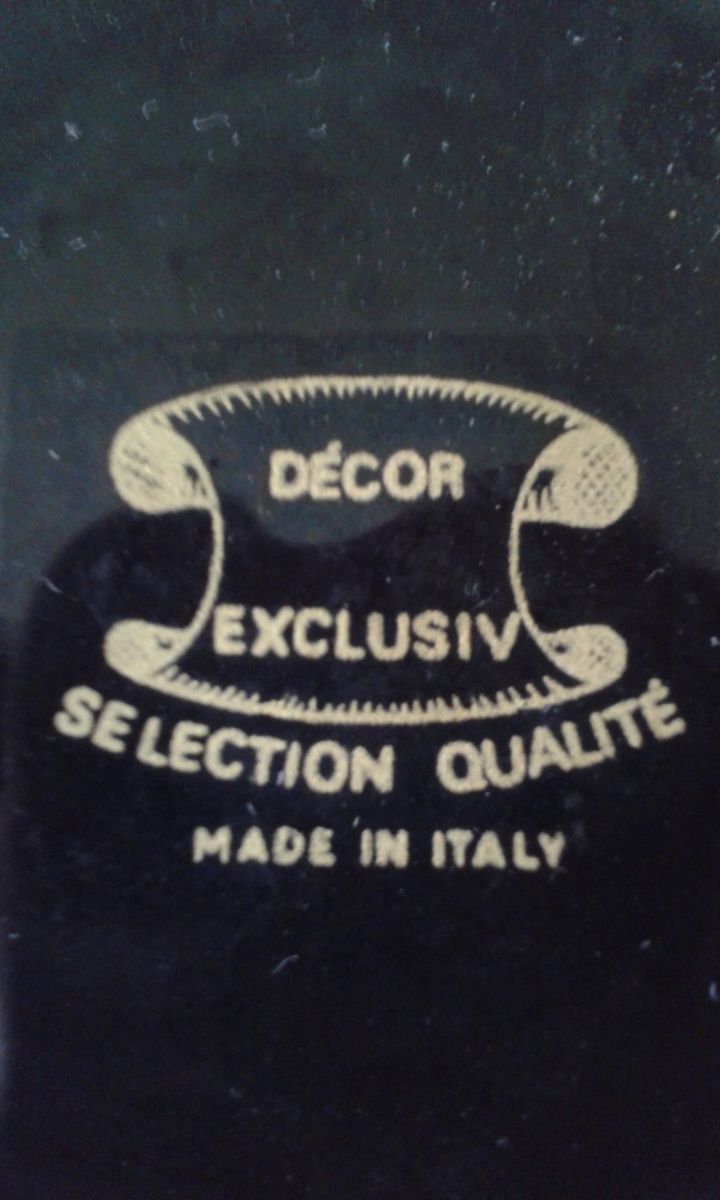 DÉCOR
EXCLUSIV
SELECTION QUALITÉ
MADE IN ITALY